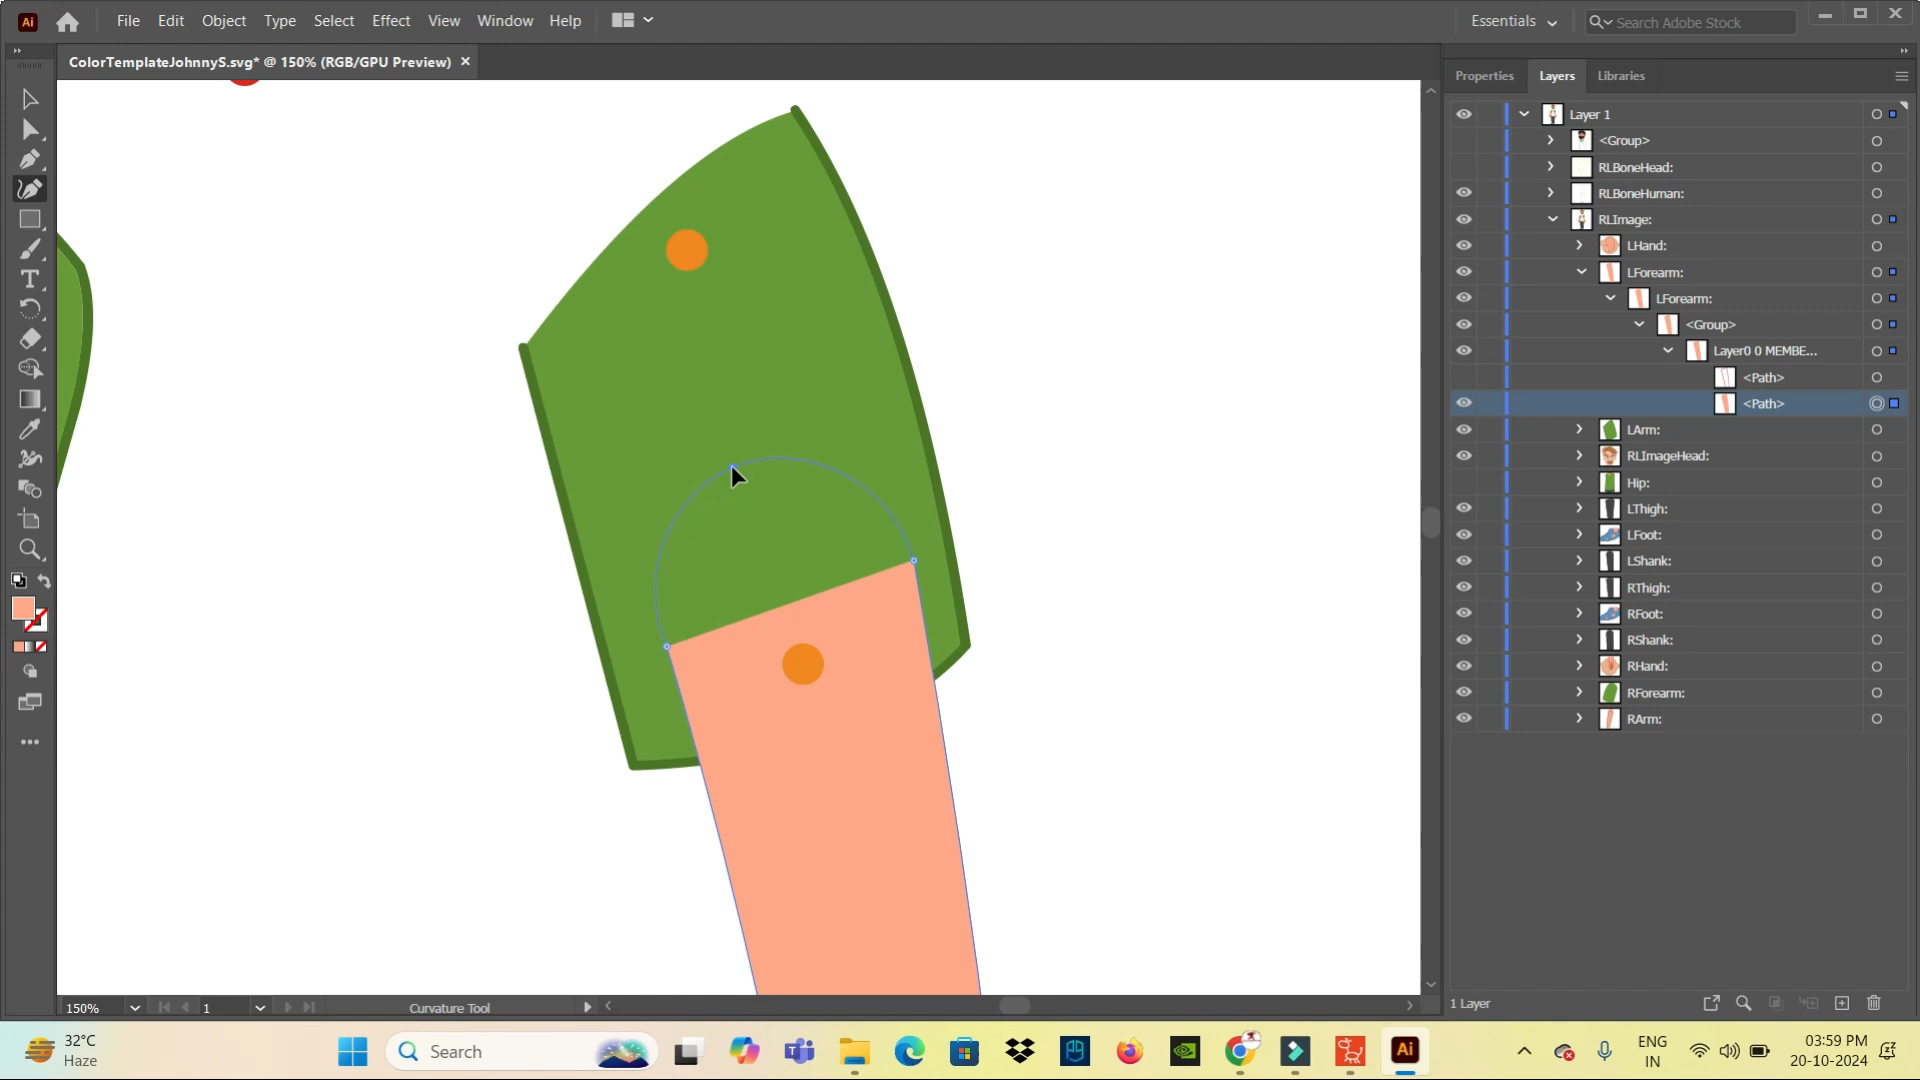 Ai File Edit Object Type Select Effect View Window Help Essentials Search Adobe Stock
ColorTemplateJohnnyS.svg* @ 150% (RGB/GPU Preview) ×
Properties Layers Libraries
Layer 1
<Group>
RLBoneHead:
RLBoneHuman:
RLImage:
LHand:
LForearm:
LForearm:
<Group>
Layer0 0 MEMBE...
<Path>
<Path>
LArm:
RLImageHead:
Hip:
LThigh:
LFoot:
LShank:
RThigh:
RFoot:
RShank:
RHand:
RForearm:
RArm:
1 Layer
150% 1 Curvature Tool
32°C
Haze
Search
Ai
ENG
IN
03:59 PM
20-10-2024